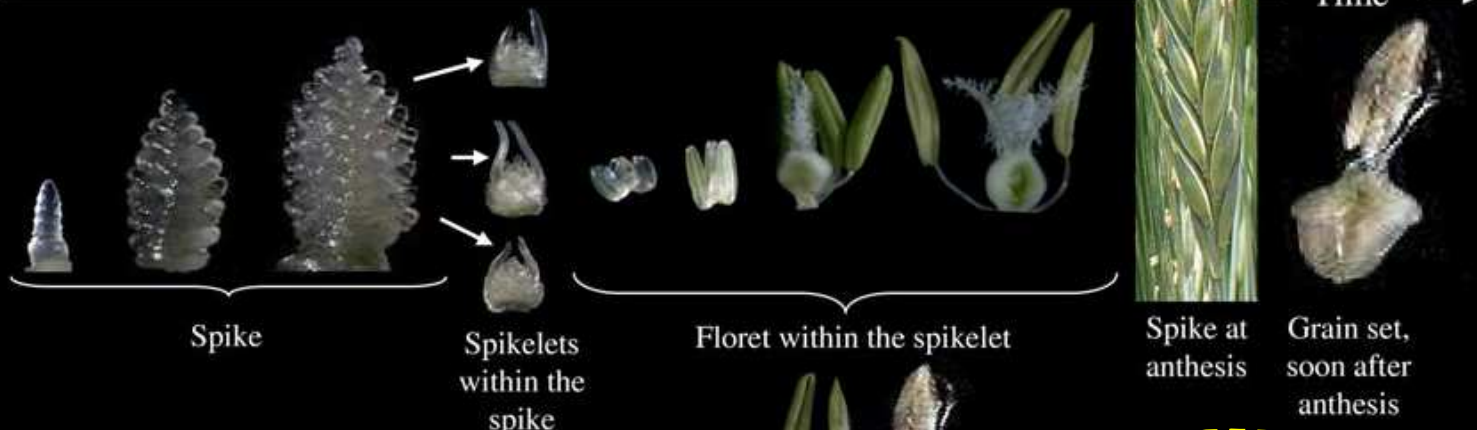 Time
Spike
Spikelets
within the
spike
Floret within the spikelet
Spike at
anthesis
Grain set,
soon after
anthesis